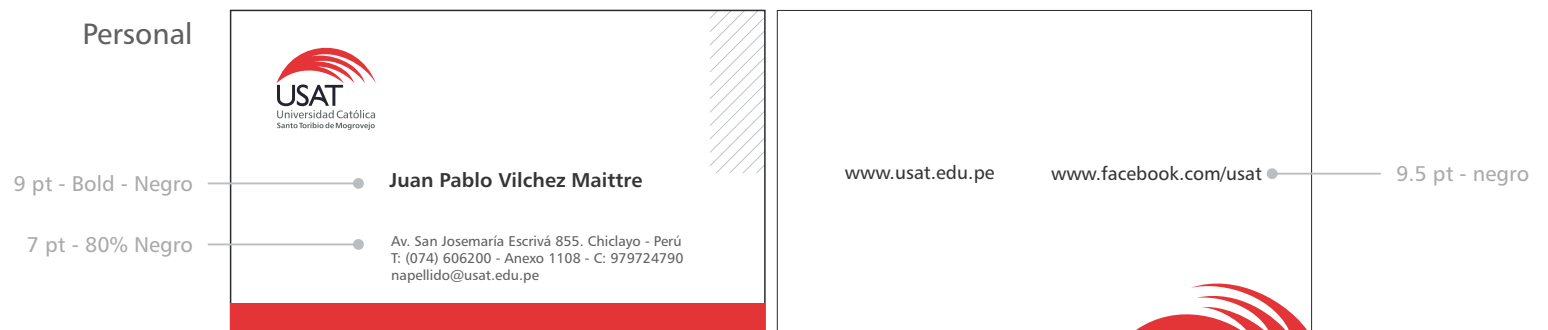 Personal
USAT
Universidad Católica
Santo Toribio de Mogrovejo
9 pt - Bold - Negro
Juan Pablo Vilchez Maittre
7 pt - 80% Negro
Av. San Josemaría Escrivá 855. Chiclayo - Perú
T: (074) 606200 - Anexo 1108 - C: 979724790
napellido@usat.edu.pe
www.usat.edu.pe
www.facebook.com/usat
9.5 pt - negro